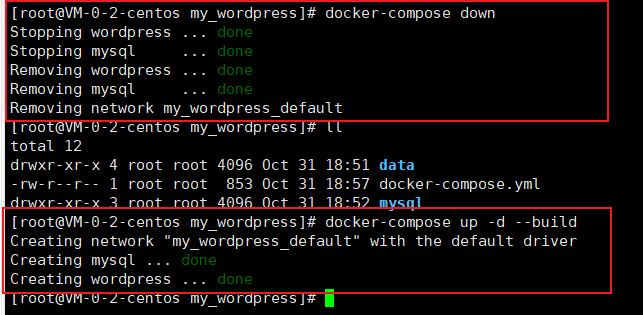 [root@VM-0-2-centos my_wordpress]# docker-compose down
Stopping wordpress ... done
Stopping mysql     ... done
Removing wordpress ... done
Removing mysql     ... done
Removing network my_wordpress_default
[root@VM-0-2-centos my_wordpress]# ll
total 12
drwxr-xr-x 4 root root 4096 Oct 31 18:51 data
-rw-r--r-- 1 root root  853 Oct 31 18:57 docker-compose.yml
drwxr-xr-x 3 root root 4096 Oct 31 18:52 mysql
[root@VM-0-2-centos my_wordpress]# docker-compose up -d --build
Creating network "my_wordpress_default" with the default driver
Creating mysql ... done
Creating wordpress ... done
[root@VM-0-2-centos my_wordpress]#